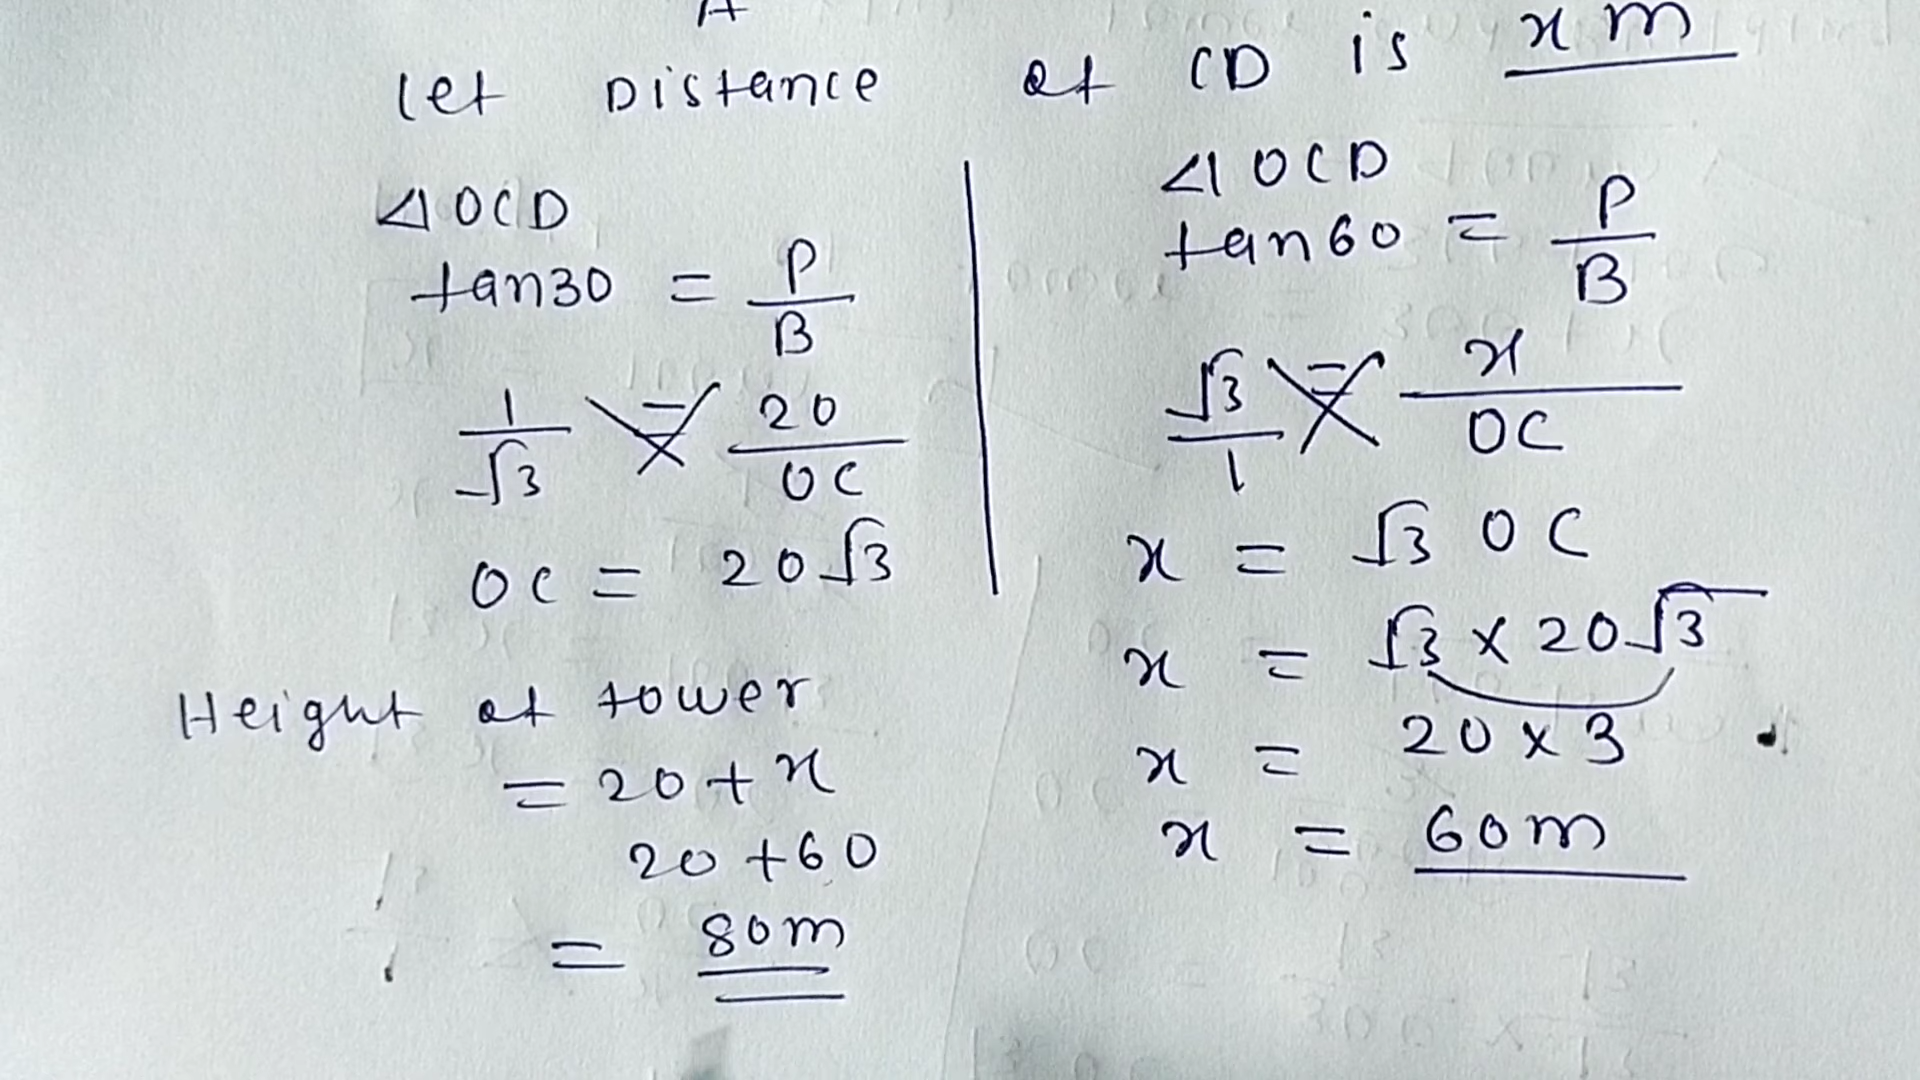 A
let Distance of CD is x m
△OCD
tan30 = P/B
1/√3 = 20/OC
OC = 20√3
Height of tower
= 20 + x
20 + 60
= 80m
△OCD
tan60 = P/B
√3/1 = x/OC
x = √3 OC
x = √3 × 20√3
x = 20 × 3
x = 60m